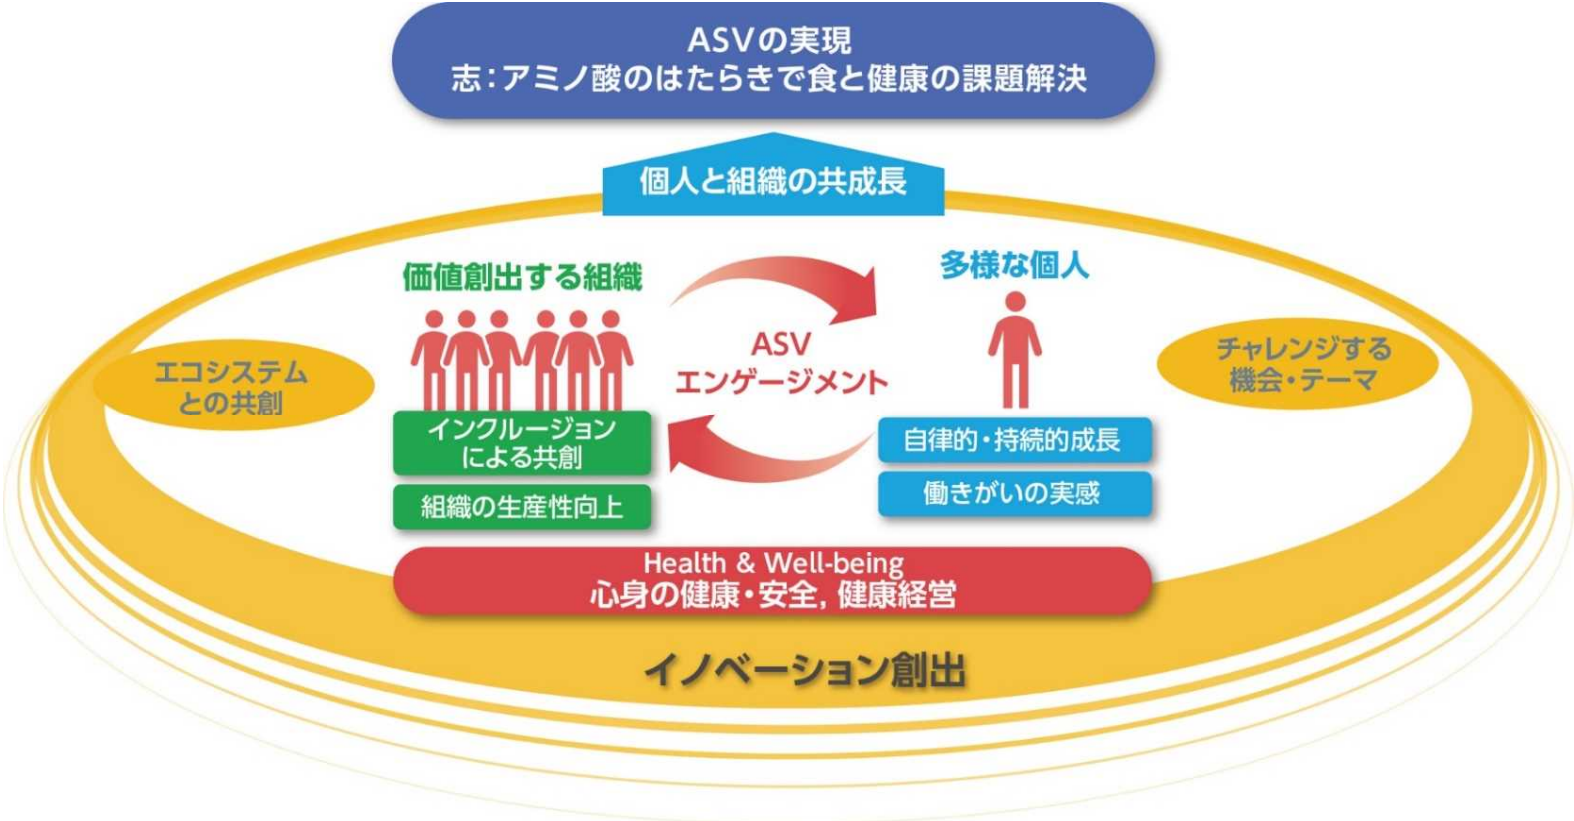 ASVの実現
志：アミノ酸のはたらきで食と健康の課題解決
個人と組織の共成長
価値創出する組織
多様な個人
ASV
エンゲージメント
エコシステム
との共創
チャレンジする
機会・テーマ
インクルージョン
による共創
組織の生産性向上
自律的・持続的成長
働きがいの実感
Health & Well-being
心身の健康・安全, 健康経営
イノベーション創出